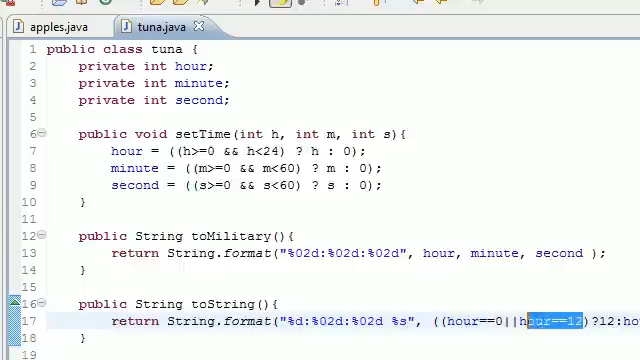 apples.java tuna.java
1 public class tuna {
2 private int hour;
3 private int minute;
4 private int second;
5
6 public void setTime(int h, int m, int s){
7 hour = ((h>=0 && h<24) ? h : 0);
8 minute = ((m>=0 && m<60) ? m : 0);
9 second = ((s>=0 && s<60) ? s : 0);
10 }
11
12 public String toMilitary(){
13 return String.format("%02d:%02d:%02d", hour, minute, second );
14 }
15
16 public String toString(){
17 return String.format("%d:%02d:%02d %s", ((hour==0||hour==12)?12:hou
18 }